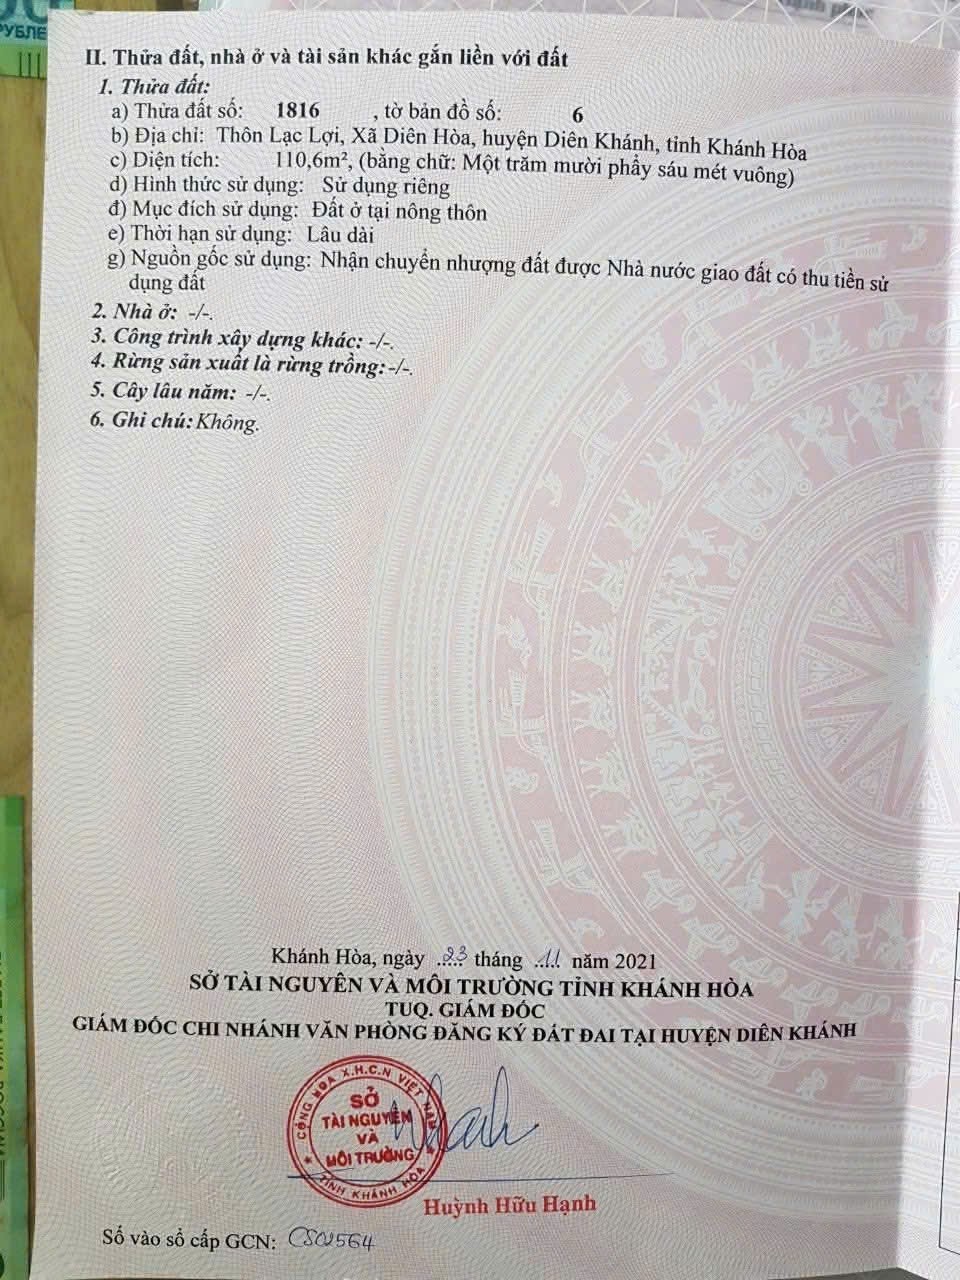 РУБЛЕ
II. Thửa đất, nhà ở và tài sản khác gắn liền với đất
1. Thửa đất:
a) Thửa đất số: 1816 , tờ bản đồ số: 6
b) Địa chỉ: Thôn Lạc Lợi, Xã Diên Hòa, huyện Diên Khánh, tỉnh Khánh Hòa
c) Diện tích: 110,6m², (bằng chữ: Một trăm mười phẩy sáu mét vuông)
d) Hình thức sử dụng: Sử dụng riêng
đ) Mục đích sử dụng: Đất ở tại nông thôn
e) Thời hạn sử dụng: Lâu dài
g) Nguồn gốc sử dụng: Nhận chuyển nhượng đất được Nhà nước giao đất có thu tiền sử
dụng đất
2. Nhà ở: -/-.
3. Công trình xây dựng khác: -/-.
4. Rừng sản xuất là rừng trồng: -/-.
5. Cây lâu năm: -/-.
6. Ghi chú: Không.
Khánh Hòa, ngày 23 tháng 11 năm 2021
SỞ TÀI NGUYÊN VÀ MÔI TRƯỜNG TỈNH KHÁNH HÒA
TUQ. GIÁM ĐỐC
GIÁM ĐỐC CHI NHÁNH VĂN PHÒNG ĐĂNG KÝ ĐẤT ĐAI TẠI HUYỆN DIÊN KHÁNH
CỘNG HÒA X.H.C.N VIỆT NAM
SỞ
TÀI NGUYÊN
VÀ
MÔI TRƯỜNG
TỈNH KHÁNH HÒA
Huỳnh Hữu Hạnh
Số vào sổ cấp GCN: CS02564